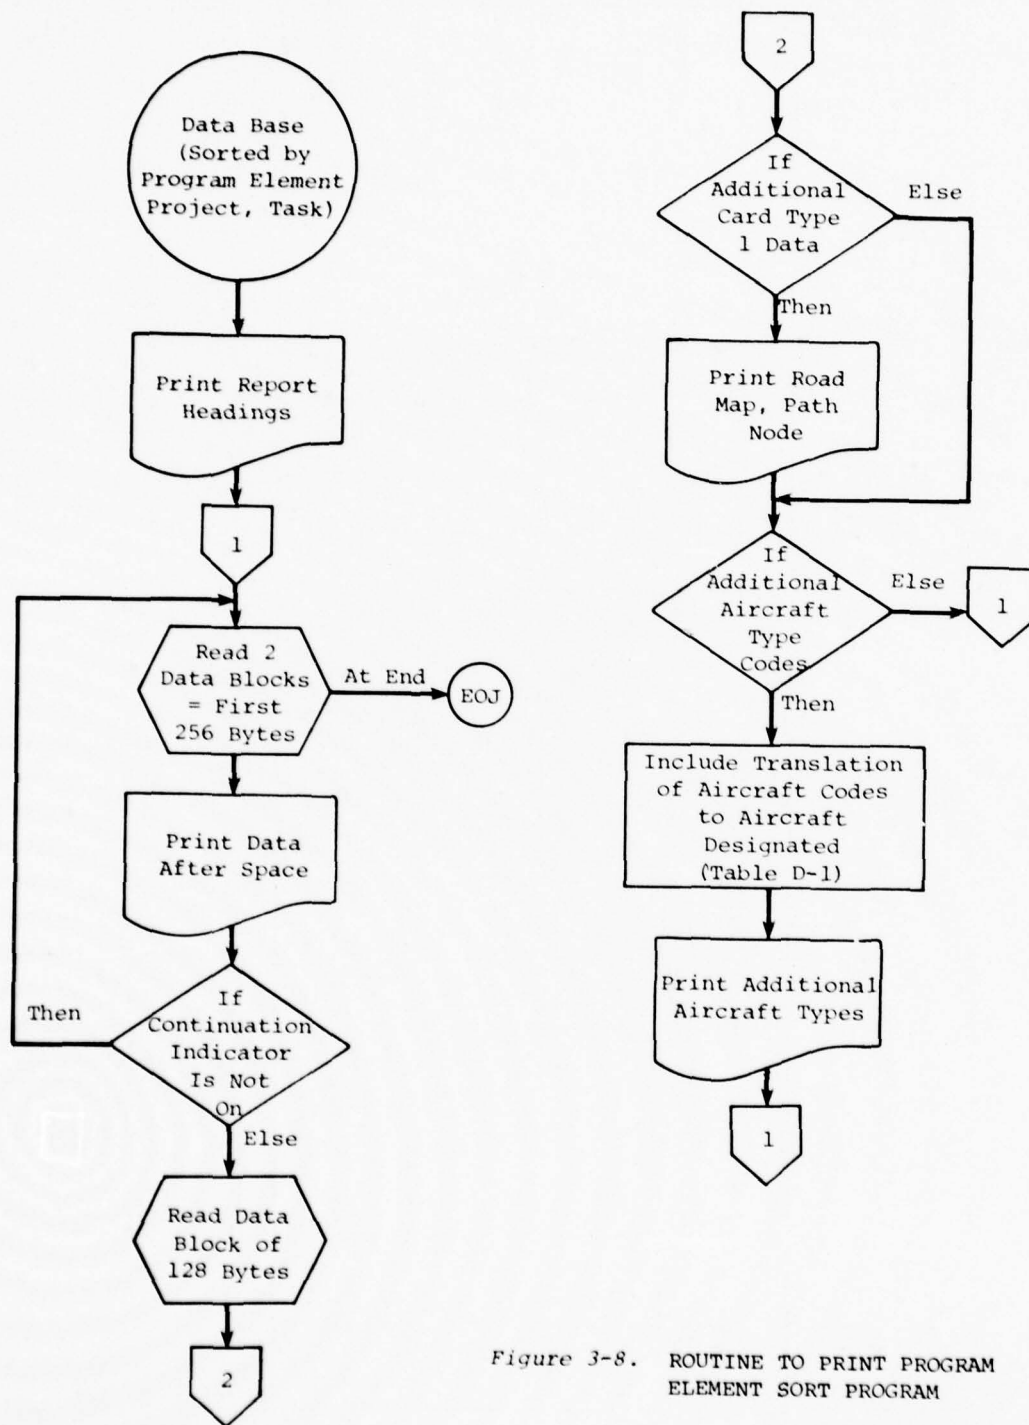 Data Base
(Sorted by
Program Element
Project, Task)
Print Report
Headings
1
Read 2
Data Blocks
= First
256 Bytes
At End
EOJ
Print Data
After Space
Then
If
Continuation
Indicator
Is Not
On
Else
Read Data
Block of
128 Bytes
2
2
If
Additional
Card Type
1 Data
Else
Then
Print Road
Map, Path
Node
If
Additional
Aircraft
Type
Codes
Else
1
Then
Include Translation
of Aircraft Codes
to Aircraft
Designated
(Table D-1)
Print Additional
Aircraft Types
1
Figure 3-8. ROUTINE TO PRINT PROGRAM
ELEMENT SORT PROGRAM